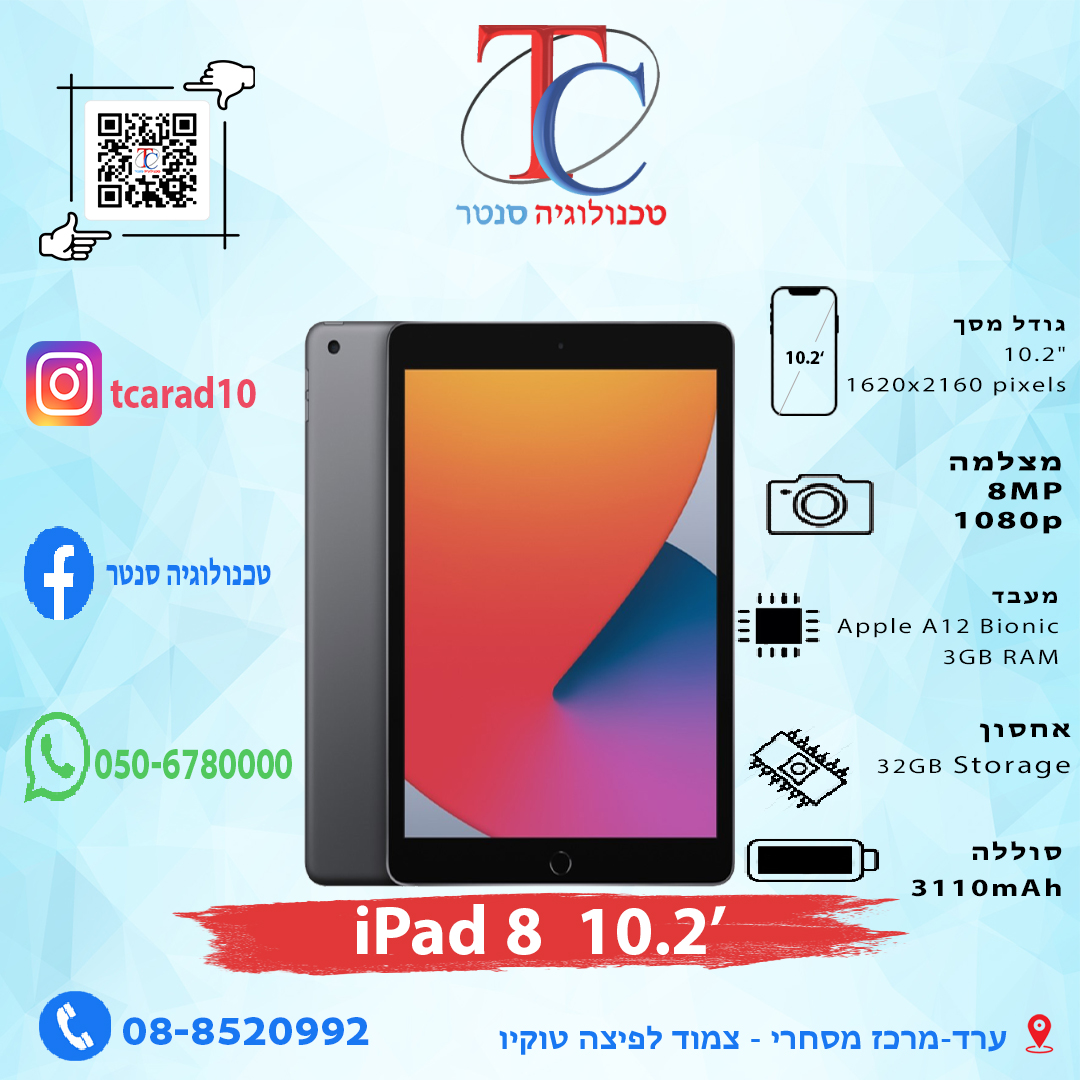 TC
טכנולוגיה סנטר
tcarad10
טכנולוגיה סנטר
050-6780000
10.2‘
גודל מסך
10.2"
1620x2160 pixels
מצלמה
8MP
1080p
מעבד
Apple A12 Bionic
3GB RAM
אחסון
32GB Storage
סוללה
3110mAh
iPad 8 10.2’
08-8520992
ערד-מרכז מסחרי - צמוד לפיצה טוקיו